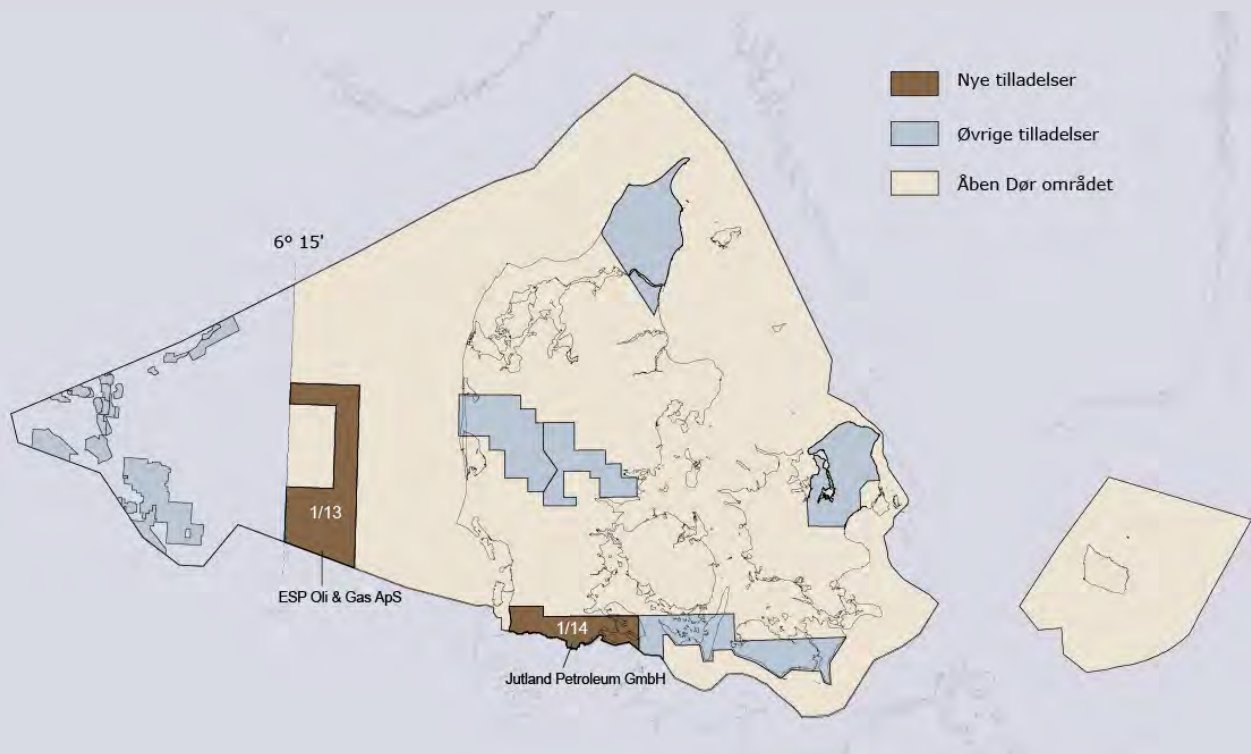 Nye tilladelser
Øvrige tilladelser
Åben Dør området
6° 15'
1/13
ESP Oli & Gas ApS
1/14
Jutland Petroleum GmbH